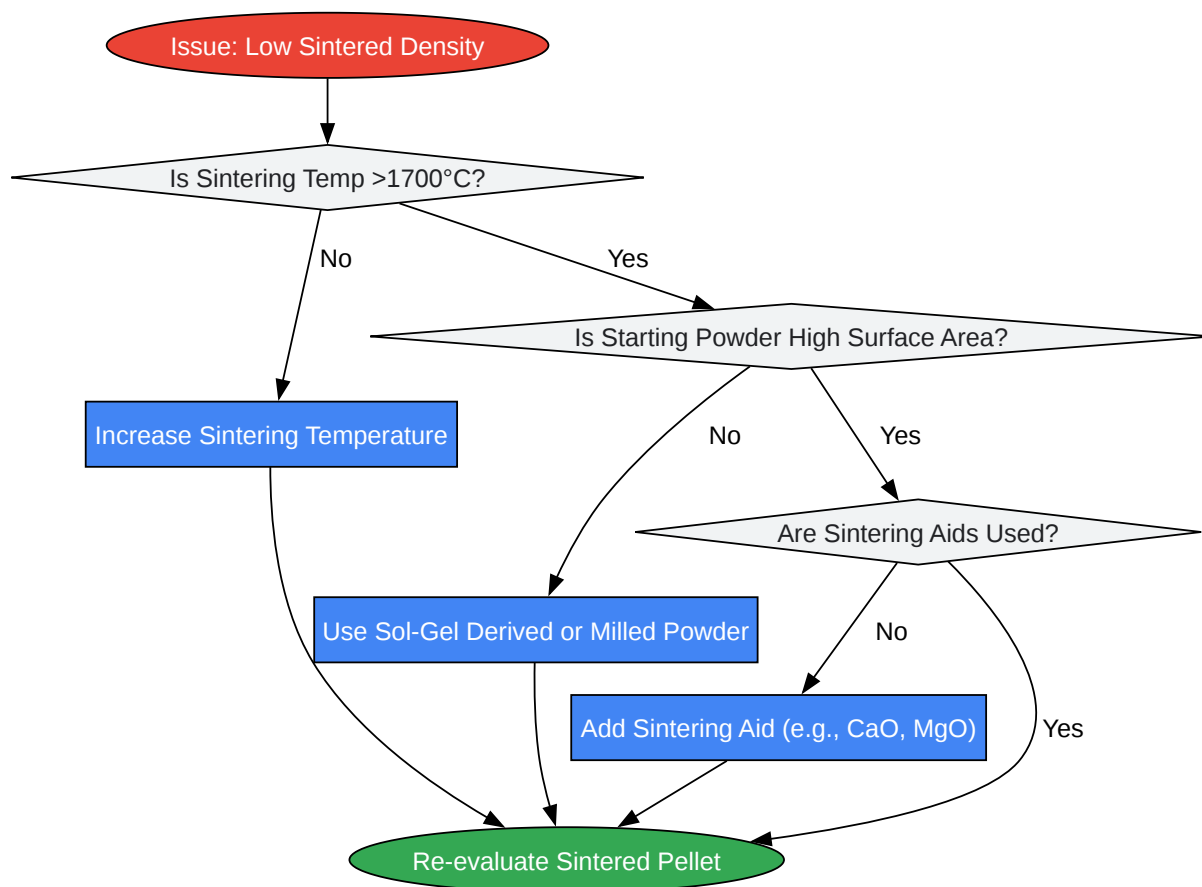 Issue: Low Sintered Density
Is Sintering Temp >1700°C?
No
Yes
Is Starting Powder High Surface Area?
Increase Sintering Temperature
No
Yes
Are Sintering Aids Used?
Use Sol-Gel Derived or Milled Powder
No
Add Sintering Aid (e.g., CaO, MgO)
Yes
Re-evaluate Sintered Pellet